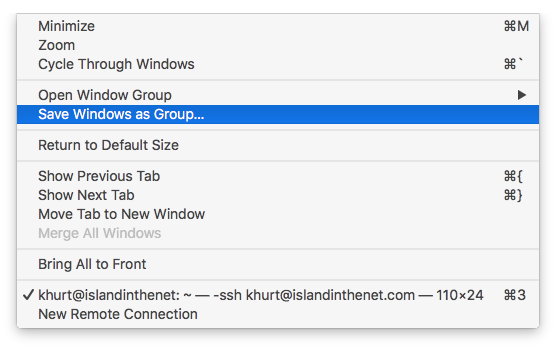 Minimize ⌘M
Zoom
Cycle Through Windows ⌘`
Open Window Group ▶
Save Windows as Group...
Return to Default Size
Show Previous Tab ⌘{
Show Next Tab ⌘}
Move Tab to New Window
Merge All Windows
Bring All to Front
✓ khurt@islandinthenet: ~ — -ssh khurt@islandinthenet.com — 110×24 ⌘3
New Remote Connection